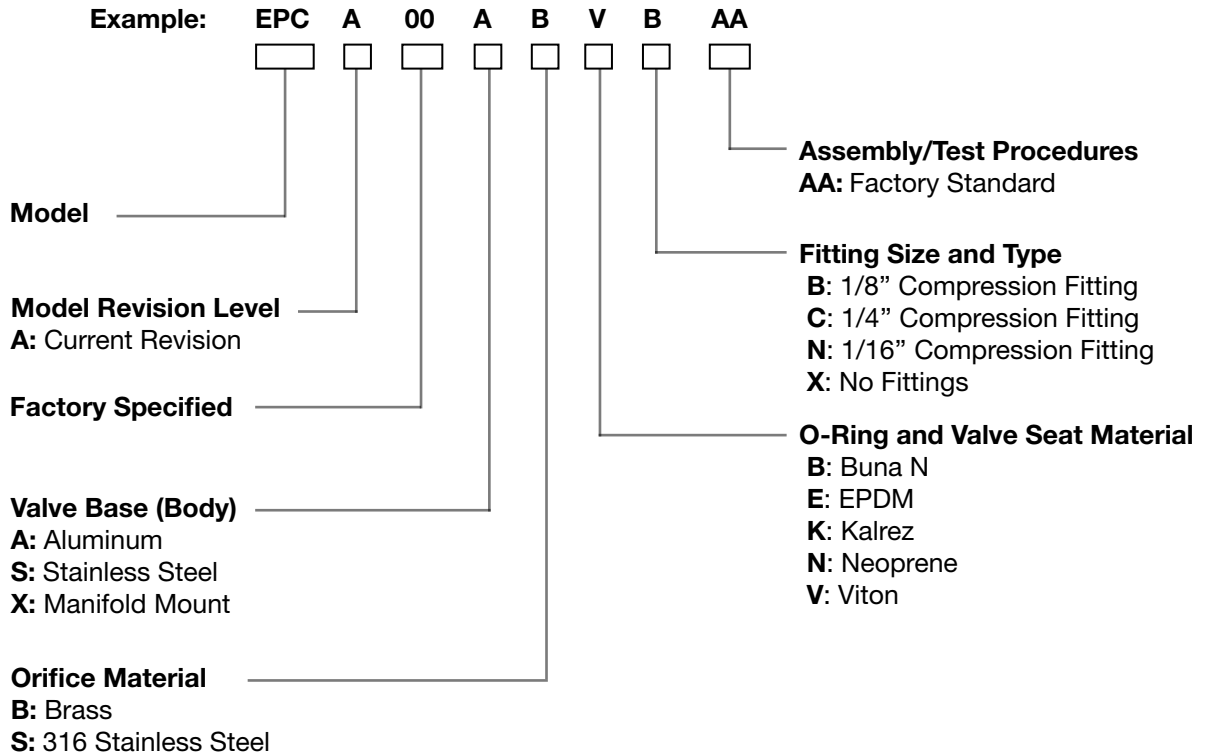 Example: EPC A 00 A B V B AA
Assembly/Test Procedures
AA: Factory Standard
Model
Fitting Size and Type
B: 1/8” Compression Fitting
C: 1/4” Compression Fitting
N: 1/16” Compression Fitting
X: No Fittings
Model Revision Level
A: Current Revision
Factory Specified
O-Ring and Valve Seat Material
B: Buna N
E: EPDM
K: Kalrez
N: Neoprene
V: Viton
Valve Base (Body)
A: Aluminum
S: Stainless Steel
X: Manifold Mount
Orifice Material
B: Brass
S: 316 Stainless Steel